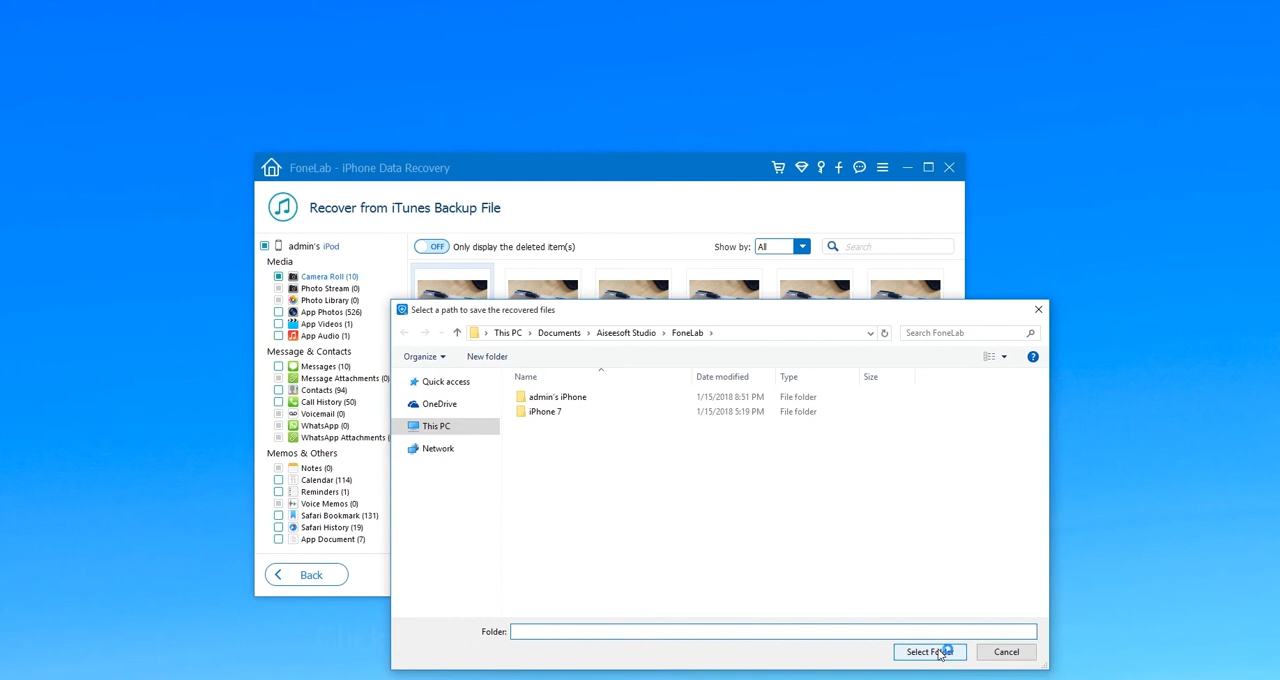 FoneLab - iPhone Data Recovery
Recover from iTunes Backup File
admin's iPod
OFF Only display the deleted item(s)
Show by: All
Search
Media
Camera Roll (10)
Photo Stream (0)
Photo Library (0)
App Photos (526)
App Videos (1)
App Audio (1)
Message & Contacts
Messages (10)
Message Attachments (0)
Contacts (94)
Call History (50)
Voicemail (0)
WhatsApp (0)
WhatsApp Attachments (
Memos & Others
Notes (0)
Calendar (114)
Reminders (1)
Voice Memos (0)
Safari Bookmark (131)
Safari History (19)
App Document (7)
Back
Select a path to save the recovered files
This PC > Documents > Aiseesoft Studio > FoneLab >
Search FoneLab
Organize New folder
Quick access
OneDrive
This PC
Network
Name Date modified Type Size
admin's iPhone 1/15/2018 8:51 PM File folder
iPhone 7 1/15/2018 5:19 PM File folder
Folder:
Select Folder Cancel